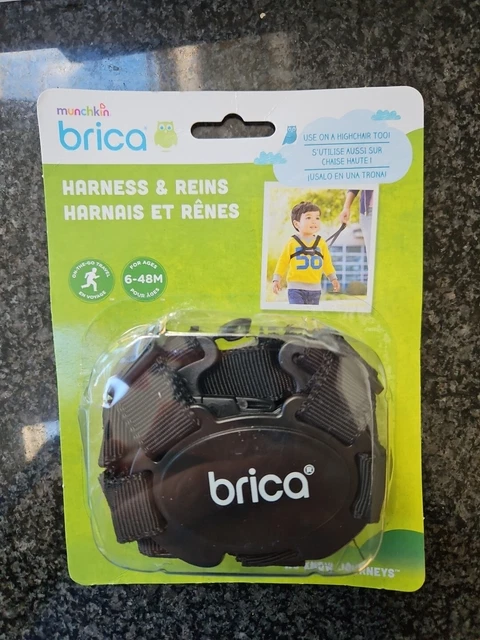 munchkin
brica®
USE ON A HIGHCHAIR TOO!
S'UTILISE AUSSI SUR
CHAISE HAUTE !
¡USALO EN UNA TRONA!
HARNESS & REINS
HARNAIS ET RÊNES
ON-THE-GO TRAVEL
EN VOYAGE
FOR AGES
6-48M
POUR ÂGES
brica®